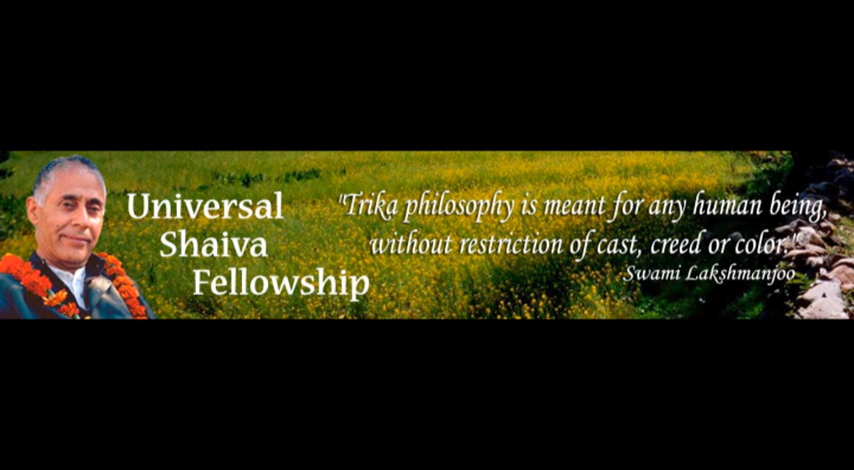 Universal
Shaiva
Fellowship
"Trika philosophy is meant for any human being,
without restriction of cast, creed or color."
Swami Lakshmanjoo